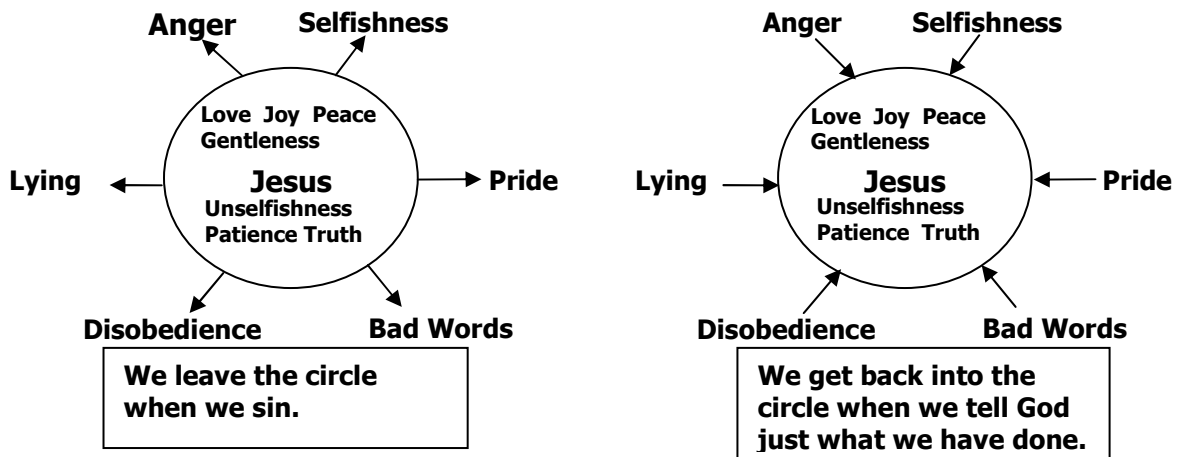 Anger Selfishness
Love Joy Peace
Gentleness
Lying Jesus Pride
Unselfishness
Patience Truth
Disobedience Bad Words
We leave the circle
when we sin.
Anger Selfishness
Love Joy Peace
Gentleness
Lying Jesus Pride
Unselfishness
Patience Truth
Disobedience Bad Words
We get back into the
circle when we tell God
just what we have done.